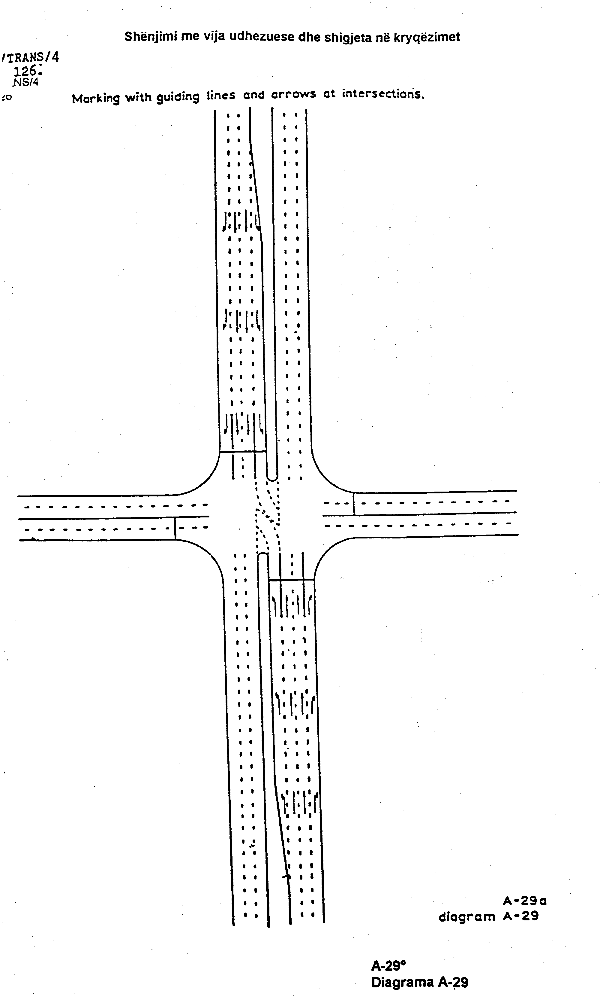 Shënjimi me vija udhezuese dhe shigjeta në kryqëzimet
/TRANS/4
126:
.NS/4
Marking with guiding lines and arrows at intersections.
A-29a
diagram A-29
A-29°
Diagrama A-29